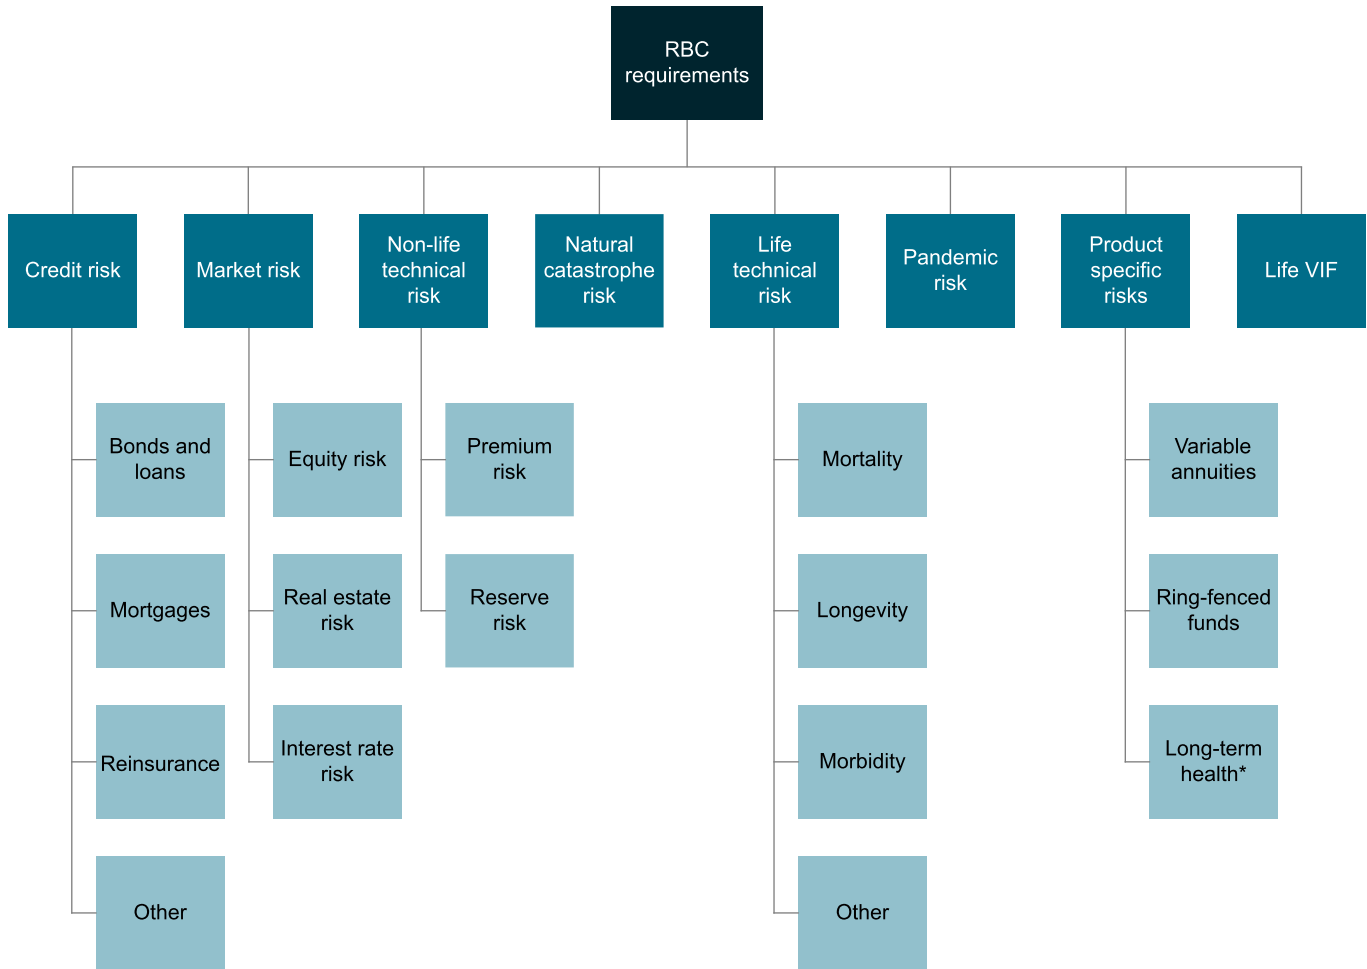 RBC
requirements
Credit risk
Market risk
Non-life
technical
risk
Natural
catastrophe
risk
Life
technical
risk
Pandemic
risk
Product
specific
risks
Life VIF
Bonds and
loans
Mortgages
Reinsurance
Other
Equity risk
Real estate
risk
Interest rate
risk
Premium
risk
Reserve
risk
Mortality
Longevity
Morbidity
Other
Variable
annuities
Ring-fenced
funds
Long-term
health*